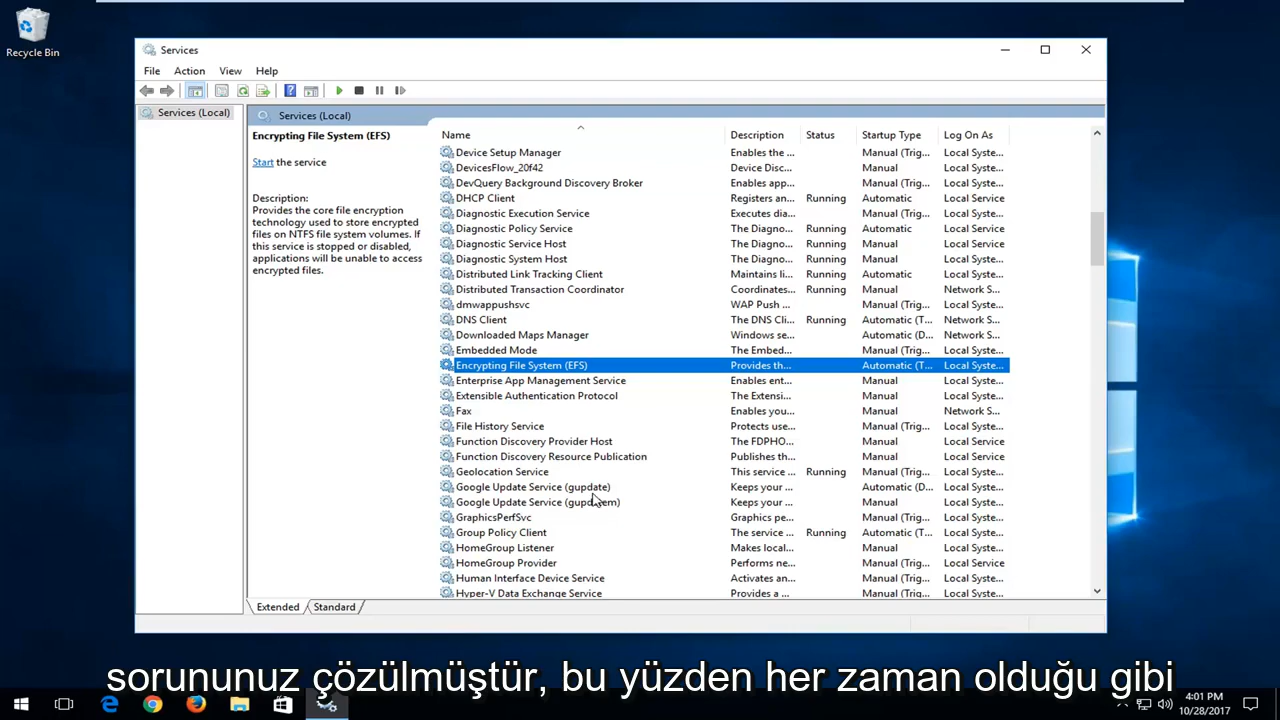 Recycle Bin
Services
File Action View Help
Services (Local)
Services (Local)
Encrypting File System (EFS)
Start the service
Description:
Provides the core file encryption
technology used to store encrypted
files on NTFS file system volumes. If
this service is stopped or disabled,
applications will be unable to access
encrypted files.
Name Description Status Startup Type Log On As
Device Setup Manager Enables the ... Manual (Trig... Local Syste...
DevicesFlow_20f42 Device Disc... Manual Local Syste...
DevQuery Background Discovery Broker Enables app... Manual (Trig... Local Syste...
DHCP Client Registers an... Running Automatic Local Service
Diagnostic Execution Service Executes dia... Manual (Trig... Local Syste...
Diagnostic Policy Service The Diagno... Running Automatic Local Service
Diagnostic Service Host The Diagno... Running Manual Local Service
Diagnostic System Host The Diagno... Running Manual Local Syste...
Distributed Link Tracking Client Maintains li... Running Automatic Local Syste...
Distributed Transaction Coordinator Coordinates... Running Manual Network S...
dmwappushsvc WAP Push ... Manual (Trig... Local Syste...
DNS Client The DNS Cli... Running Automatic (T... Network S...
Downloaded Maps Manager Windows se... Automatic (D... Network S...
Embedded Mode The Embed... Manual (Trig... Local Syste...
Encrypting File System (EFS) Provides th... Automatic (T... Local Syste...
Enterprise App Management Service Enables ent... Manual Local Syste...
Extensible Authentication Protocol The Extensi... Manual Local Syste...
Fax Enables you... Manual Network S...
File History Service Protects use... Manual (Trig... Local Syste...
Function Discovery Provider Host The FDPHO... Manual Local Service
Function Discovery Resource Publication Publishes th... Manual Local Service
Geolocation Service This service ... Running Manual (Trig... Local Syste...
Google Update Service (gupdate) Keeps your ... Automatic (D... Local Syste...
Google Update Service (gupdatem) Keeps your ... Manual Local Syste...
GraphicsPerfSvc Graphics pe... Manual (Trig... Local Syste...
Group Policy Client The service ... Running Automatic (T... Local Syste...
HomeGroup Listener Makes local... Manual Local Syste...
HomeGroup Provider Performs ne... Manual (Trig... Local Service
Human Interface Device Service Activates an... Manual (Trig... Local Syste...
Hyper-V Data Exchange Service Provides a ... Manual (Trig... Local Syste...
Extended Standard
sorununuz çözülmüştür, bu yüzden her zaman olduğu gibi
4:01 PM
10/28/2017